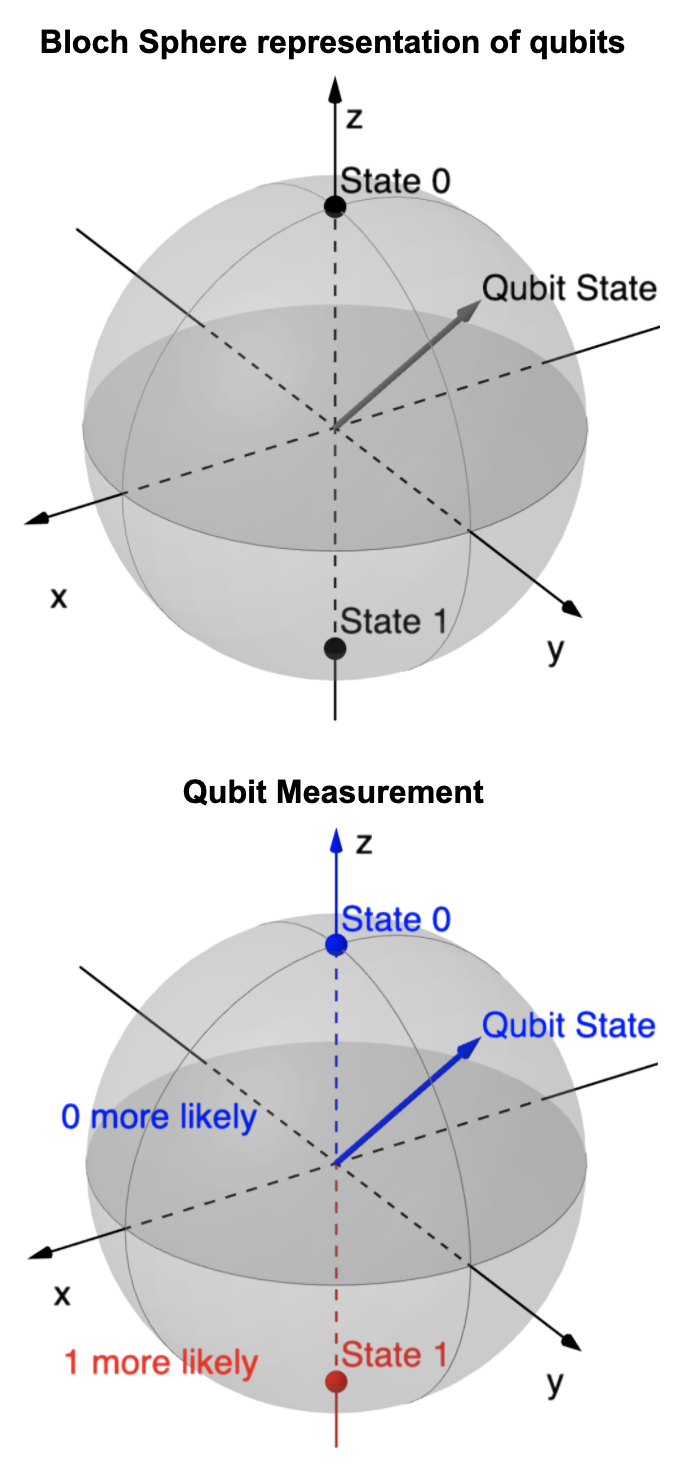 Bloch Sphere representation of qubits
z
State 0
Qubit State
x
State 1
y
Qubit Measurement
z
State 0
Qubit State
0 more likely
x
1 more likely
State 1
y